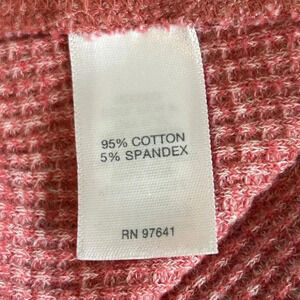 95% COTTON
5% SPANDEX
RN 97641